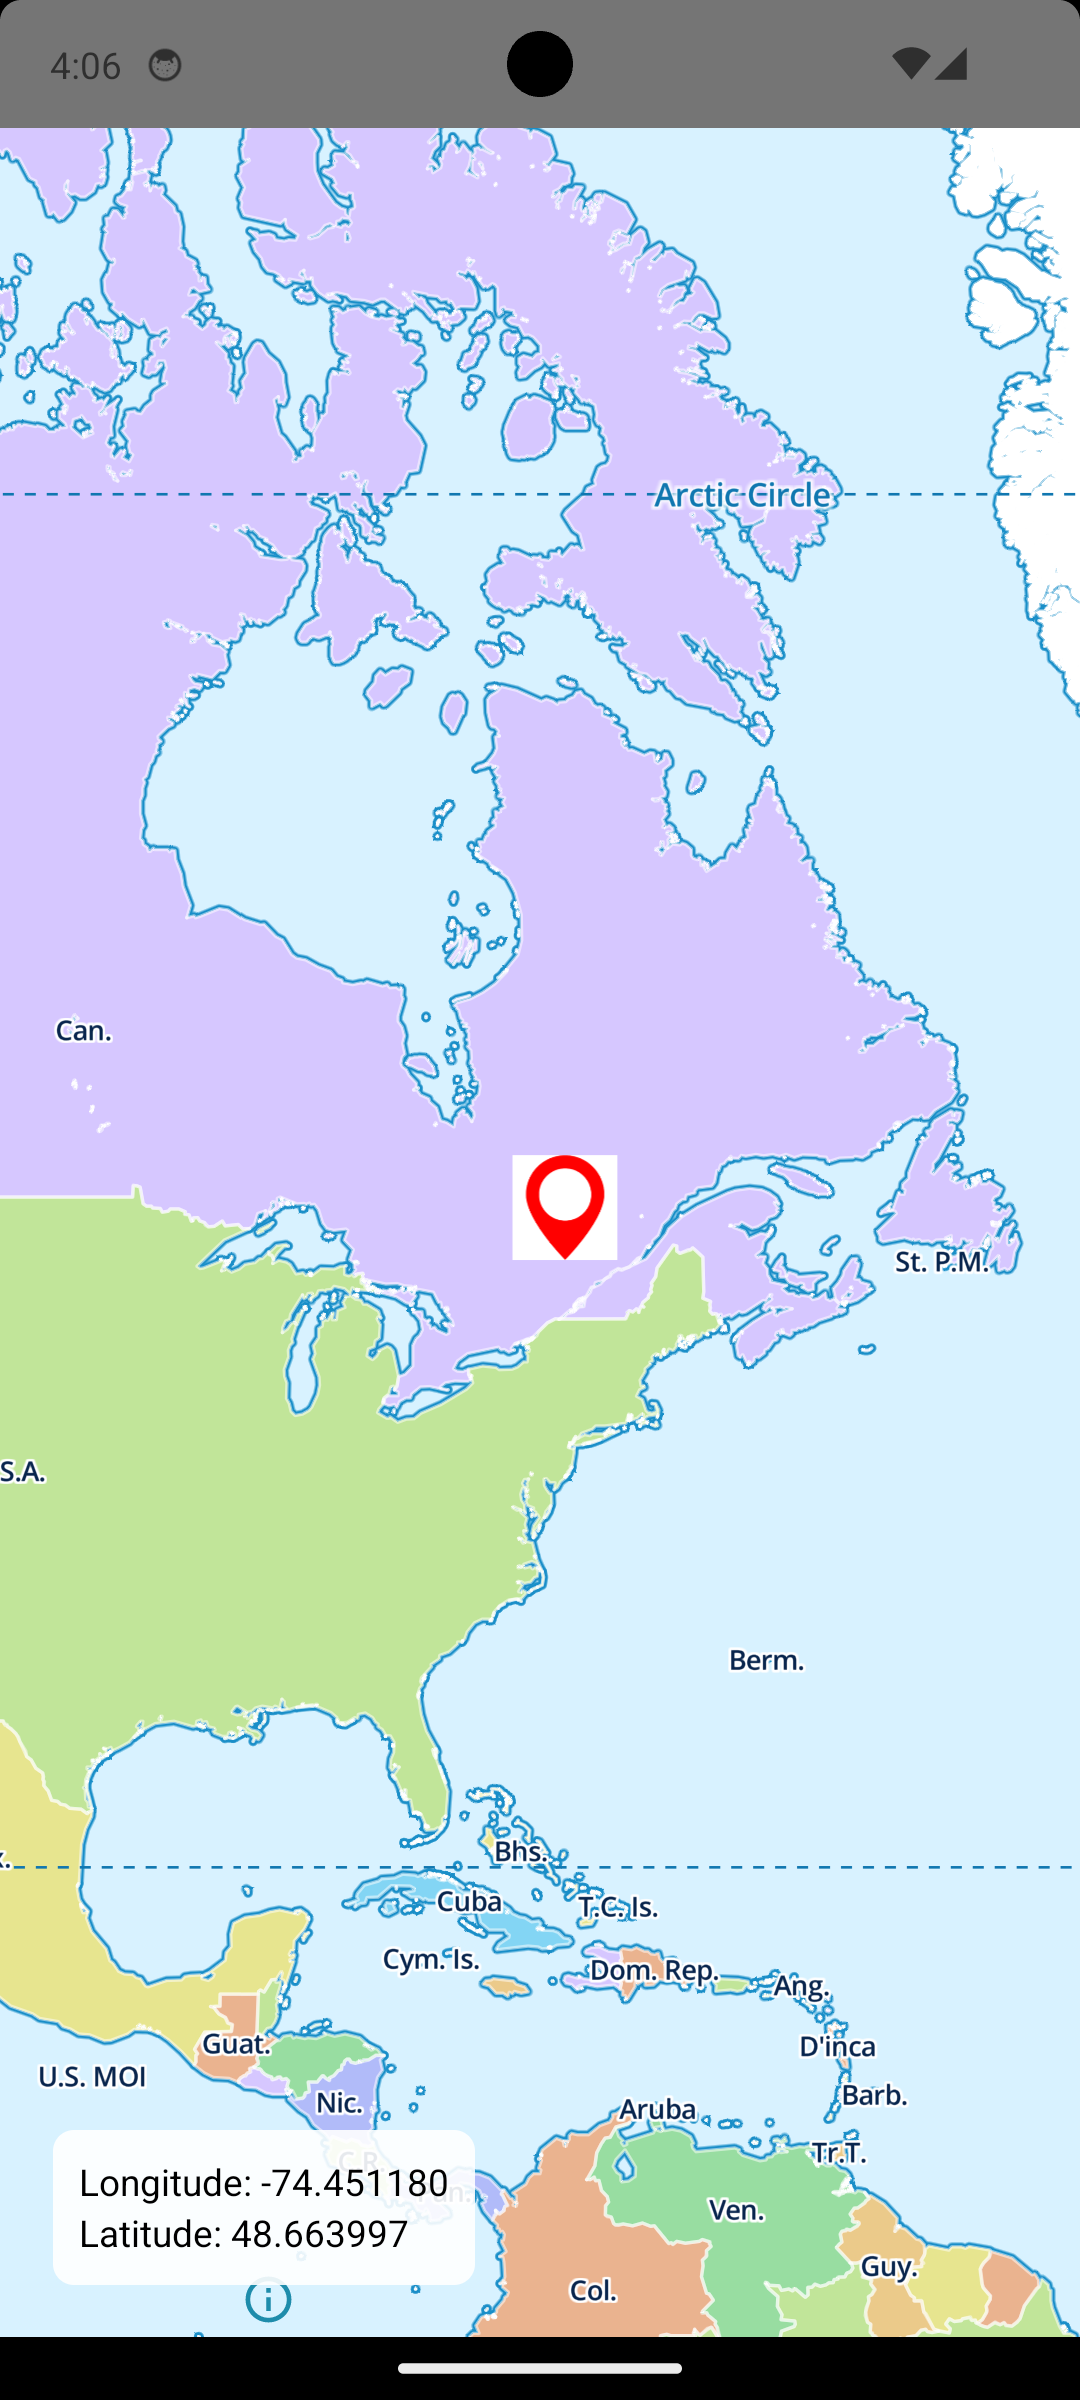 4:06
Arctic Circle
Can.
St. P.M.
S.A.
Berm.
Bhs.
Cuba
T.C. Is.
Cym. Is.
Dom. Rep.
Ang.
Guat.
D'inca
U.S. MOI
Barb.
Nic.
Aruba
Tr.T.
Longitude: -74.451180
Ven.
Latitude: 48.663997
Guy.
Col.